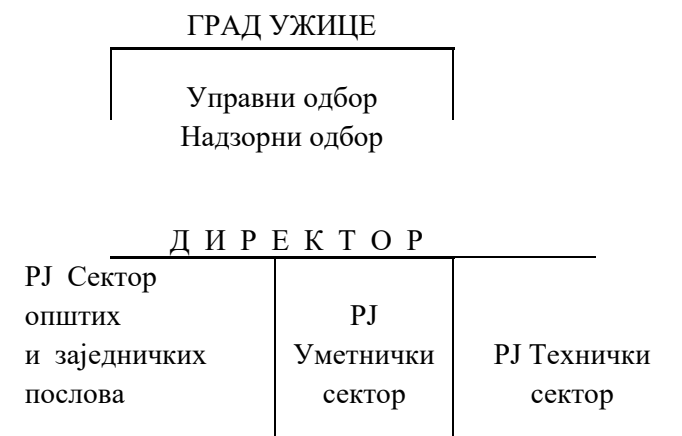 ГРАД УЖИЦЕ
Управни одбор
Надзорни одбор
Д И Р Е К Т О Р
РЈ Сектор
општих
и заједничких
послова
РЈ
Уметнички
сектор
РЈ Технички
сектор